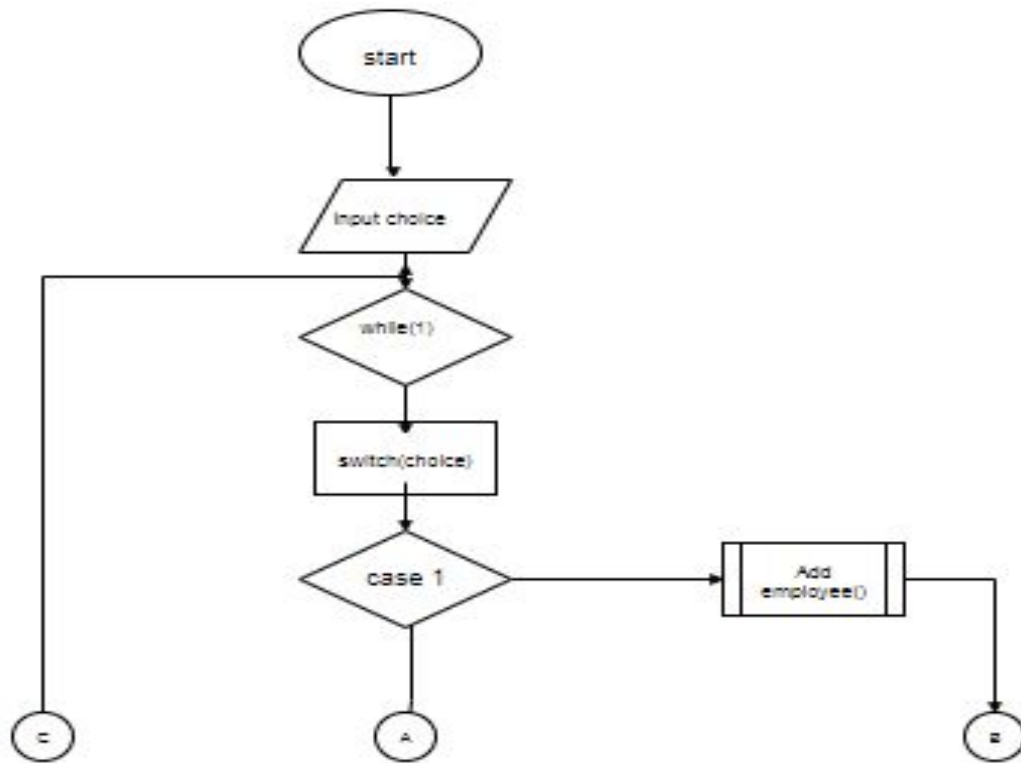 start
Input choice
while(1)
switch(choice)
case 1
Add
employee()
C
A
B